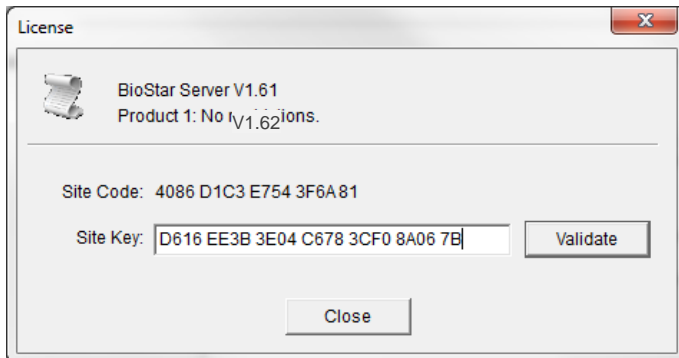 License
BioStar Server V1.61
Product 1: No
V1.62
ions.
Site Code: 4086 D1C3 E754 3F6A 81
Site Key: D616 EE3B 3E04 C678 3CF0 8A06 7B
Validate
Close